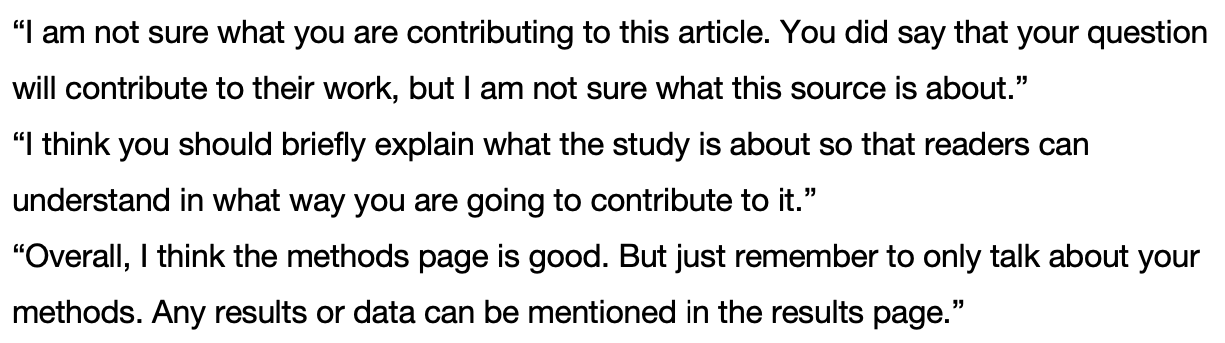 “I am not sure what you are contributing to this article. You did say that your question
will contribute to their work, but I am not sure what this source is about.”
“I think you should briefly explain what the study is about so that readers can
understand in what way you are going to contribute to it.”
“Overall, I think the methods page is good. But just remember to only talk about your
methods. Any results or data can be mentioned in the results page.”